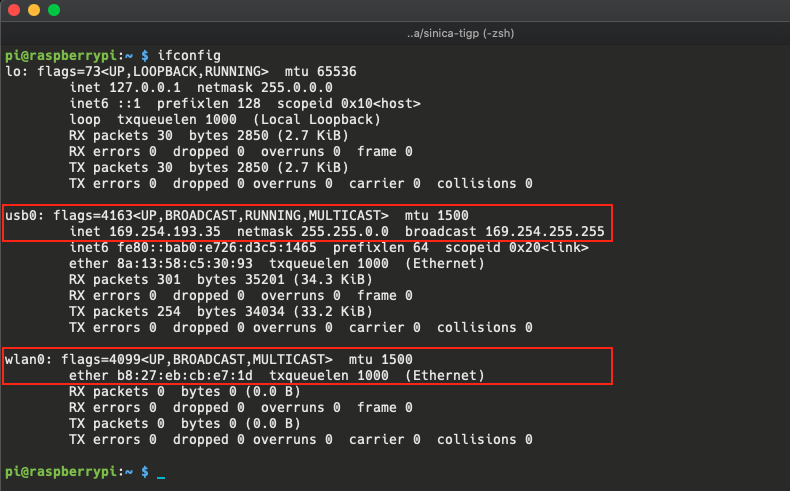 ..a/sinica-tigp (-zsh)
pi@raspberrypi:~ $ ifconfig
lo: flags=73<UP,LOOPBACK,RUNNING>  mtu 65536
        inet 127.0.0.1  netmask 255.0.0.0
        inet6 ::1  prefixlen 128  scopeid 0x10<host>
        loop  txqueuelen 1000  (Local Loopback)
        RX packets 30  bytes 2850 (2.7 KiB)
        RX errors 0  dropped 0  overruns 0  frame 0
        TX packets 30  bytes 2850 (2.7 KiB)
        TX errors 0  dropped 0 overruns 0  carrier 0  collisions 0
usb0: flags=4163<UP,BROADCAST,RUNNING,MULTICAST>  mtu 1500
        inet 169.254.193.35  netmask 255.255.0.0  broadcast 169.254.255.255
        inet6 fe80::bab0:e726:d3c5:1465  prefixlen 64  scopeid 0x20<link>
        ether 8a:13:58:c5:30:93  txqueuelen 1000  (Ethernet)
        RX packets 301  bytes 35201 (34.3 KiB)
        RX errors 0  dropped 0  overruns 0  frame 0
        TX packets 254  bytes 34034 (33.2 KiB)
        TX errors 0  dropped 0 overruns 0  carrier 0  collisions 0
wlan0: flags=4099<UP,BROADCAST,MULTICAST>  mtu 1500
        ether b8:27:eb:cb:e7:1d  txqueuelen 1000  (Ethernet)
        RX packets 0  bytes 0 (0.0 B)
        RX errors 0  dropped 0  overruns 0  frame 0
        TX packets 0  bytes 0 (0.0 B)
        TX errors 0  dropped 0 overruns 0  carrier 0  collisions 0
pi@raspberrypi:~ $ _